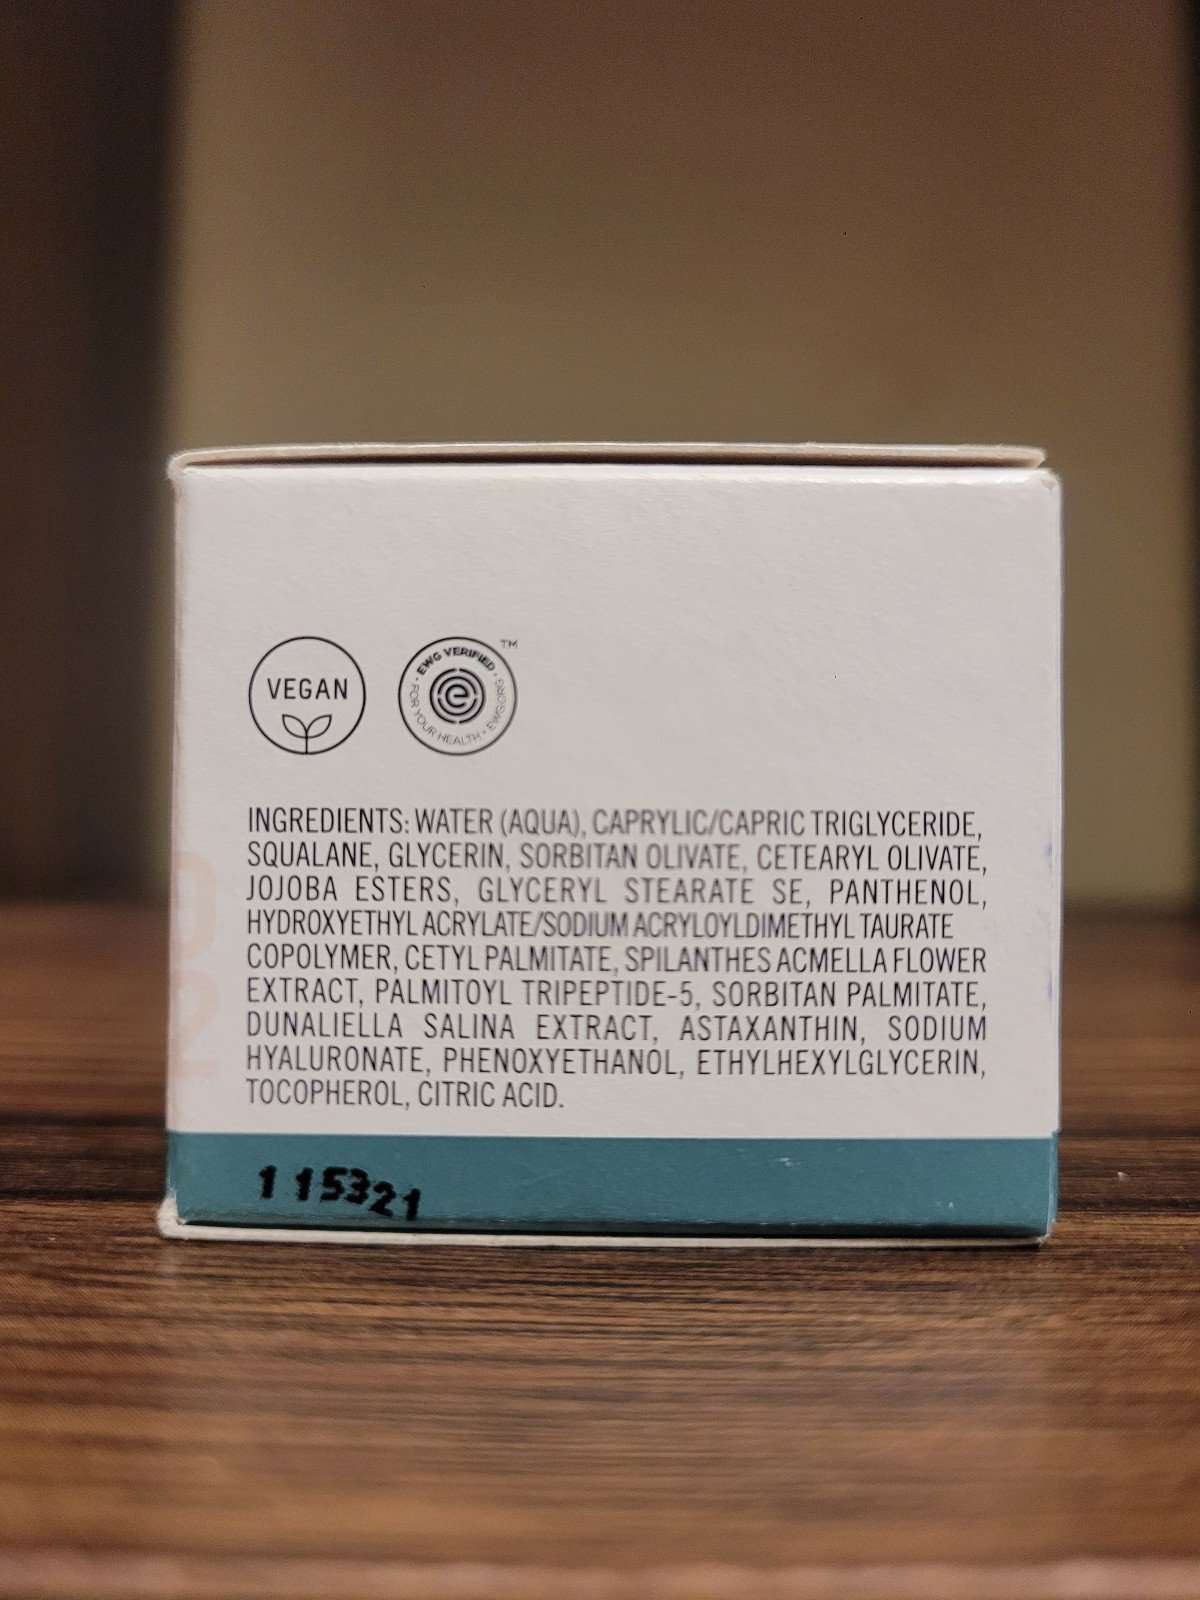 VEGAN
EWG VERIFIED · FOR YOUR HEALTH · EWG.ORG ·
TM
INGREDIENTS: WATER (AQUA), CAPRYLIC/CAPRIC TRIGLYCERIDE,
SQUALANE, GLYCERIN, SORBITAN OLIVATE, CETEARYL OLIVATE,
JOJOBA ESTERS, GLYCERYL STEARATE SE, PANTHENOL,
HYDROXYETHYL ACRYLATE/SODIUM ACRYLOYLDIMETHYL TAURATE
COPOLYMER, CETYL PALMITATE, SPILANTHES ACMELLA FLOWER
EXTRACT, PALMITOYL TRIPEPTIDE-5, SORBITAN PALMITATE,
DUNALIELLA SALINA EXTRACT, ASTAXANTHIN, SODIUM
HYALURONATE, PHENOXYETHANOL, ETHYLHEXYLGLYCERIN,
TOCOPHEROL, CITRIC ACID.
115321